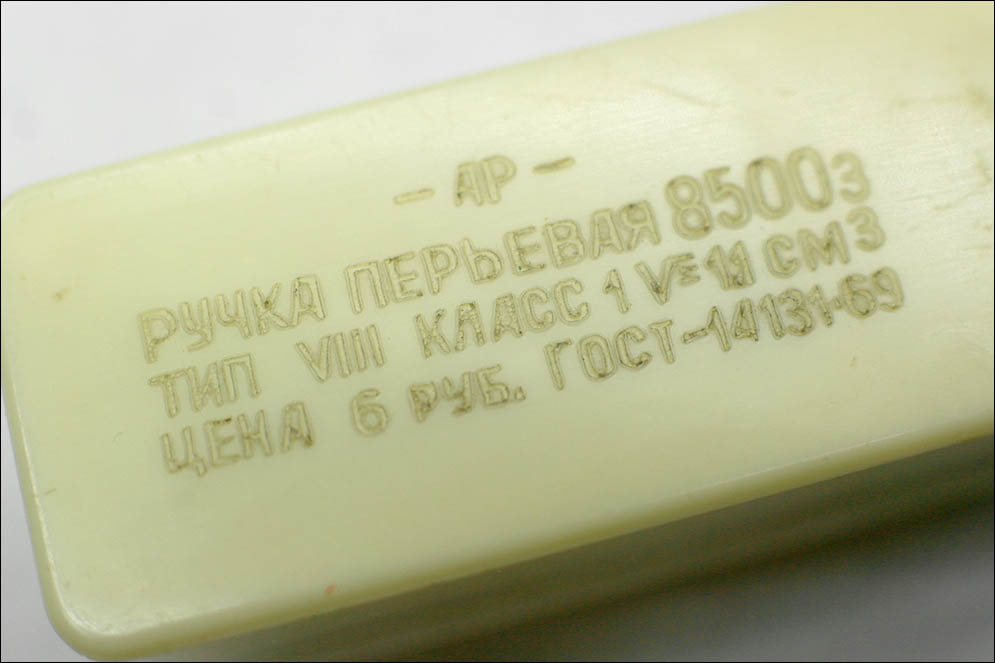 – АР –
РУЧКА ПЕРЬЕВАЯ 8500З
ТИП VIII КЛАСС 1 V=1,1 СМ3
ЦЕНА 6 РУБ. ГОСТ–14131-69